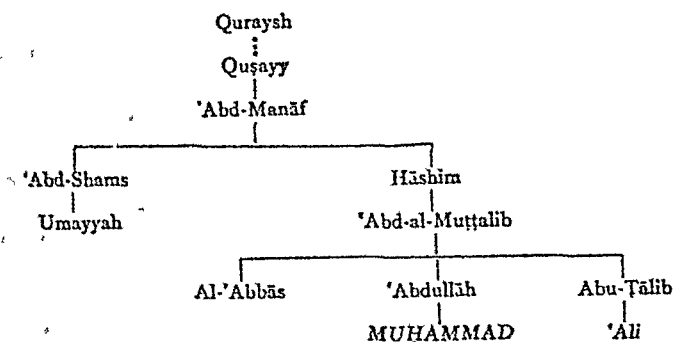 Quraysh
Quṣayy
'Abd-Manāf
'Abd-Shams Hāshim
Umayyah 'Abd-al-Muṭṭalib
Al-'Abbās 'Abdullāh Abu-Ṭālib
MUHAMMAD 'Ali